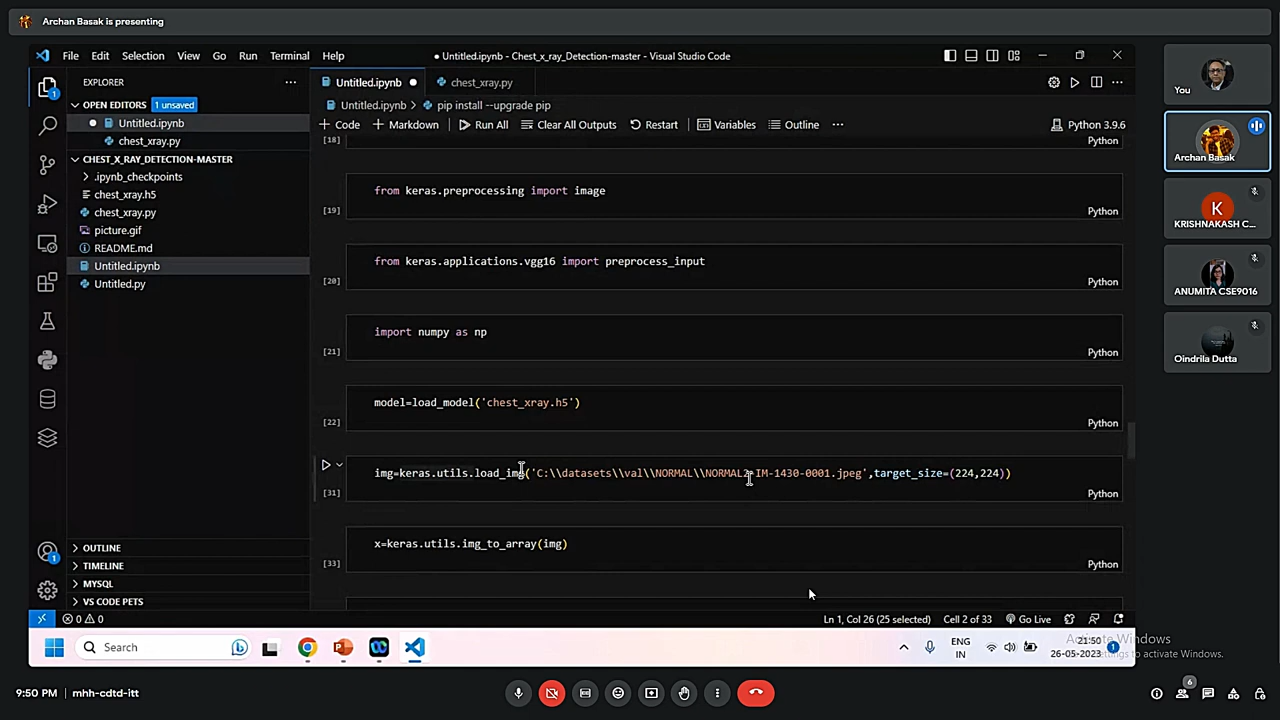 Archan Basak is presenting
File Edit Selection View Go Run Terminal Help
● Untitled.ipynb - Chest_x_ray_Detection-master - Visual Studio Code
EXPLORER
Untitled.ipynb ● chest_xray.py
OPEN EDITORS 1 unsaved
Untitled.ipynb
chest_xray.py
CHEST_X_RAY_DETECTION-MASTER
.ipynb_checkpoints
chest_xray.h5
chest_xray.py
picture.gif
README.md
Untitled.ipynb
Untitled.py
OUTLINE
TIMELINE
MYSQL
VS CODE PETS
Untitled.ipynb > pip install --upgrade pip
+ Code + Markdown Run All Clear All Outputs Restart Variables Outline ... Python 3.9.6
[18] Python
from keras.preprocessing import image
[19] Python
from keras.applications.vgg16 import preprocess_input
[20] Python
import numpy as np
[21] Python
model=load_model('chest_xray.h5')
[22] Python
img=keras.utils.load_img('C:\\datasets\\val\\NORMAL\\NORMAL2-IM-1430-0001.jpeg',target_size=(224,224))
[31] Python
x=keras.utils.img_to_array(img)
[33] Python
0 0 Ln 1, Col 26 (25 selected) Cell 2 of 33 Go Live
Search
ENG
IN
21:50
26-05-2023
1
Activate Windows
ettings to activate Windows.
You
Archan Basak
K
KRISHNAKASH C...
ANUMITA CSE9016
Oindrila Dutta
9:50 PM | mhh-cdtd-itt
6